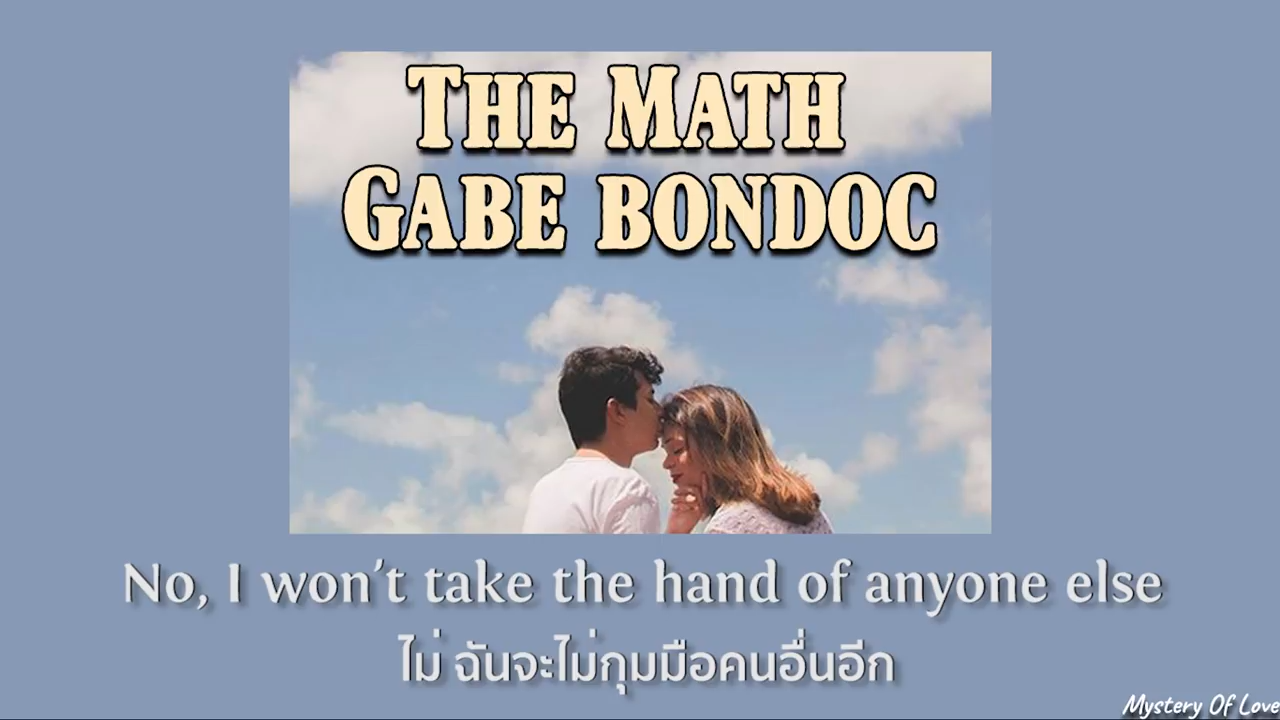 THE MATH
GABE BONDOC
No, I won't take the hand of anyone else
ไม่ ฉันจะไม่กุมมือคนอื่นอีก
Mystery Of Love